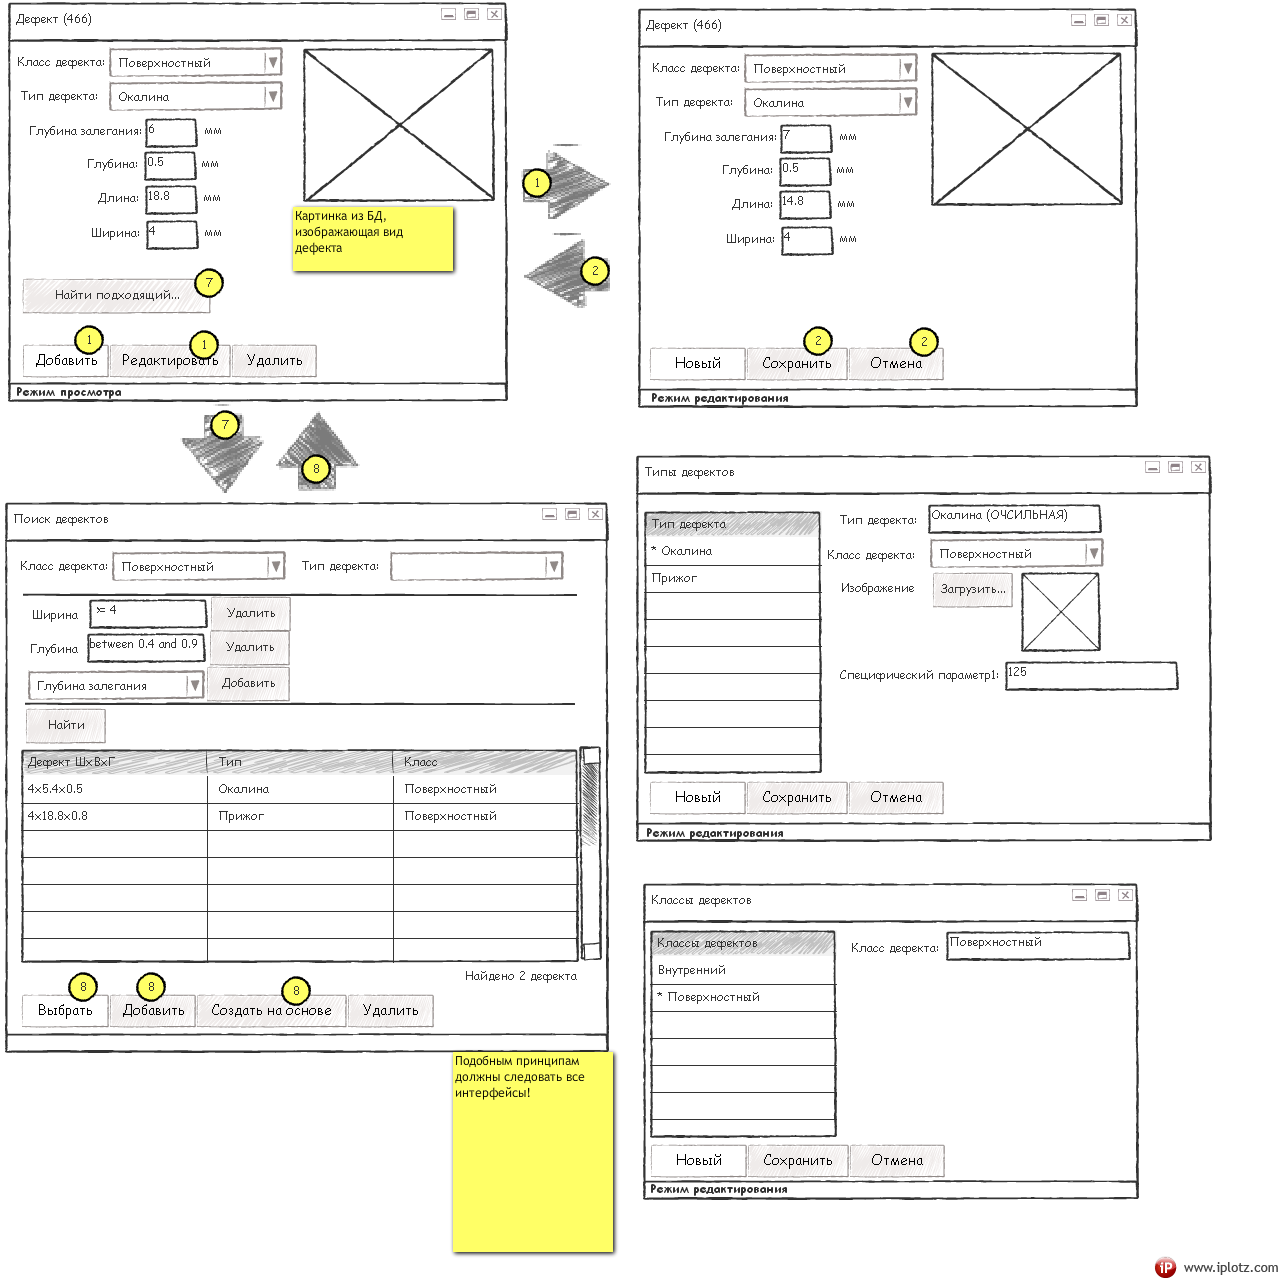 Дефект (466)
Класс дефекта: Поверхностный
Тип дефекта: Окалина
Глубина залегания: 6 мм
Глубина: 0.5 мм
Длина: 18.8 мм
Ширина: 4 мм
Картинка из БД,
изображающая вид
дефекта
Найти подходящий... 7
1 1
Добавить Редактировать Удалить
Режим просмотра
1
2
Дефект (466)
Класс дефекта: Поверхностный
Тип дефекта: Окалина
Глубина залегания: 7 мм
Глубина: 0.5 мм
Длина: 14.8 мм
Ширина: 4 мм
2 2
Новый Сохранить Отмена
Режим редактирования
7
8
Поиск дефектов
Класс дефекта: Поверхностный Тип дефекта:
Ширина >= 4 Удалить
Глубина between 0.4 and 0.9 Удалить
Глубина залегания Добавить
Найти
Дефект ШхВхГ Тип Класс
4x5.4x0.5 Окалина Поверхностный
4x18.8x0.8 Прижог Поверхностный
Найдено 2 дефекта
8 8 8
Выбрать Добавить Создать на основе Удалить
Подобным принципам
должны следовать все
интерфейсы!
Типы дефектов
Тип дефекта
* Окалина
Прижог
Тип дефекта: Окалина (ОЧСИЛЬНАЯ)
Класс дефекта: Поверхностный
Изображение Загрузить...
Специфический параметр1: 125
Новый Сохранить Отмена
Режим редактирования
Классы дефектов
Классы дефектов
Внутренний
* Поверхностный
Класс дефекта: Поверхностный
Новый Сохранить Отмена
Режим редактирования
iP www.iplotz.com